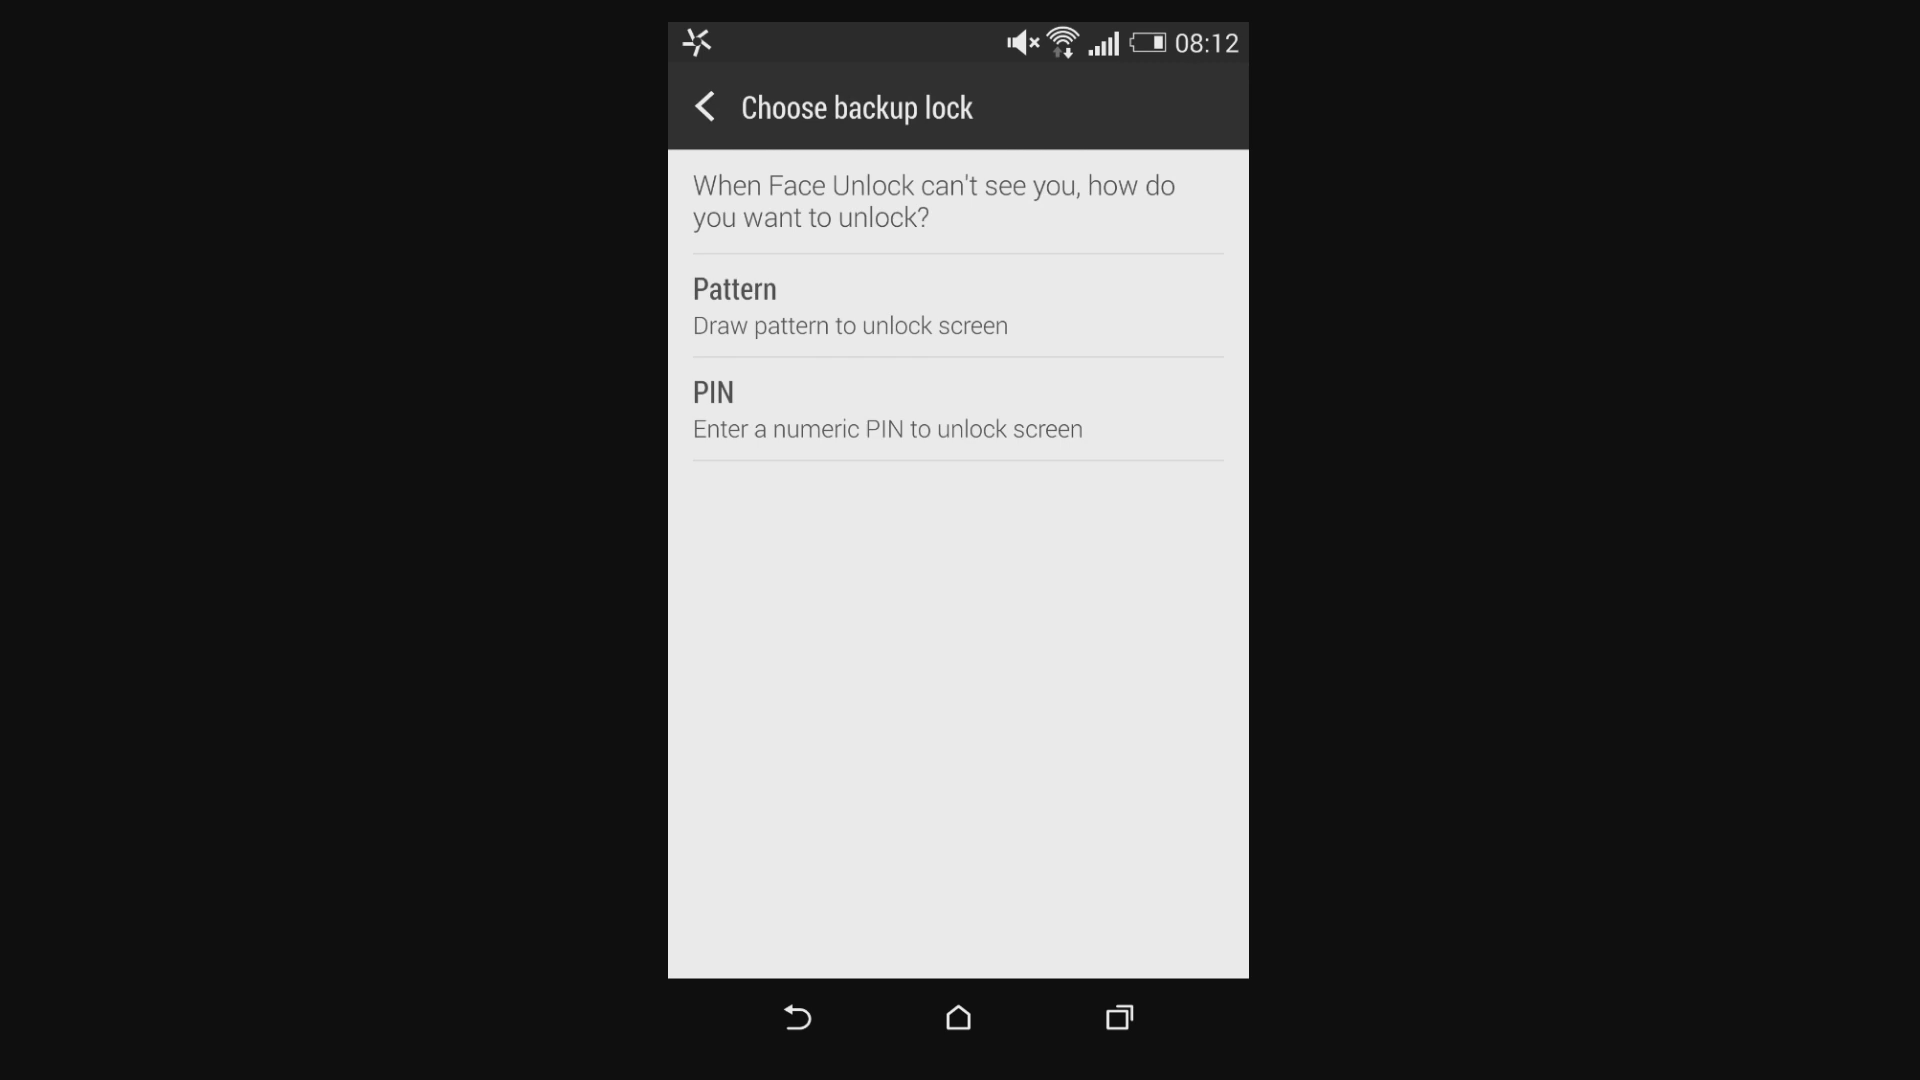 08:12
Choose backup lock
When Face Unlock can't see you, how do
you want to unlock?
Pattern
Draw pattern to unlock screen
PIN
Enter a numeric PIN to unlock screen